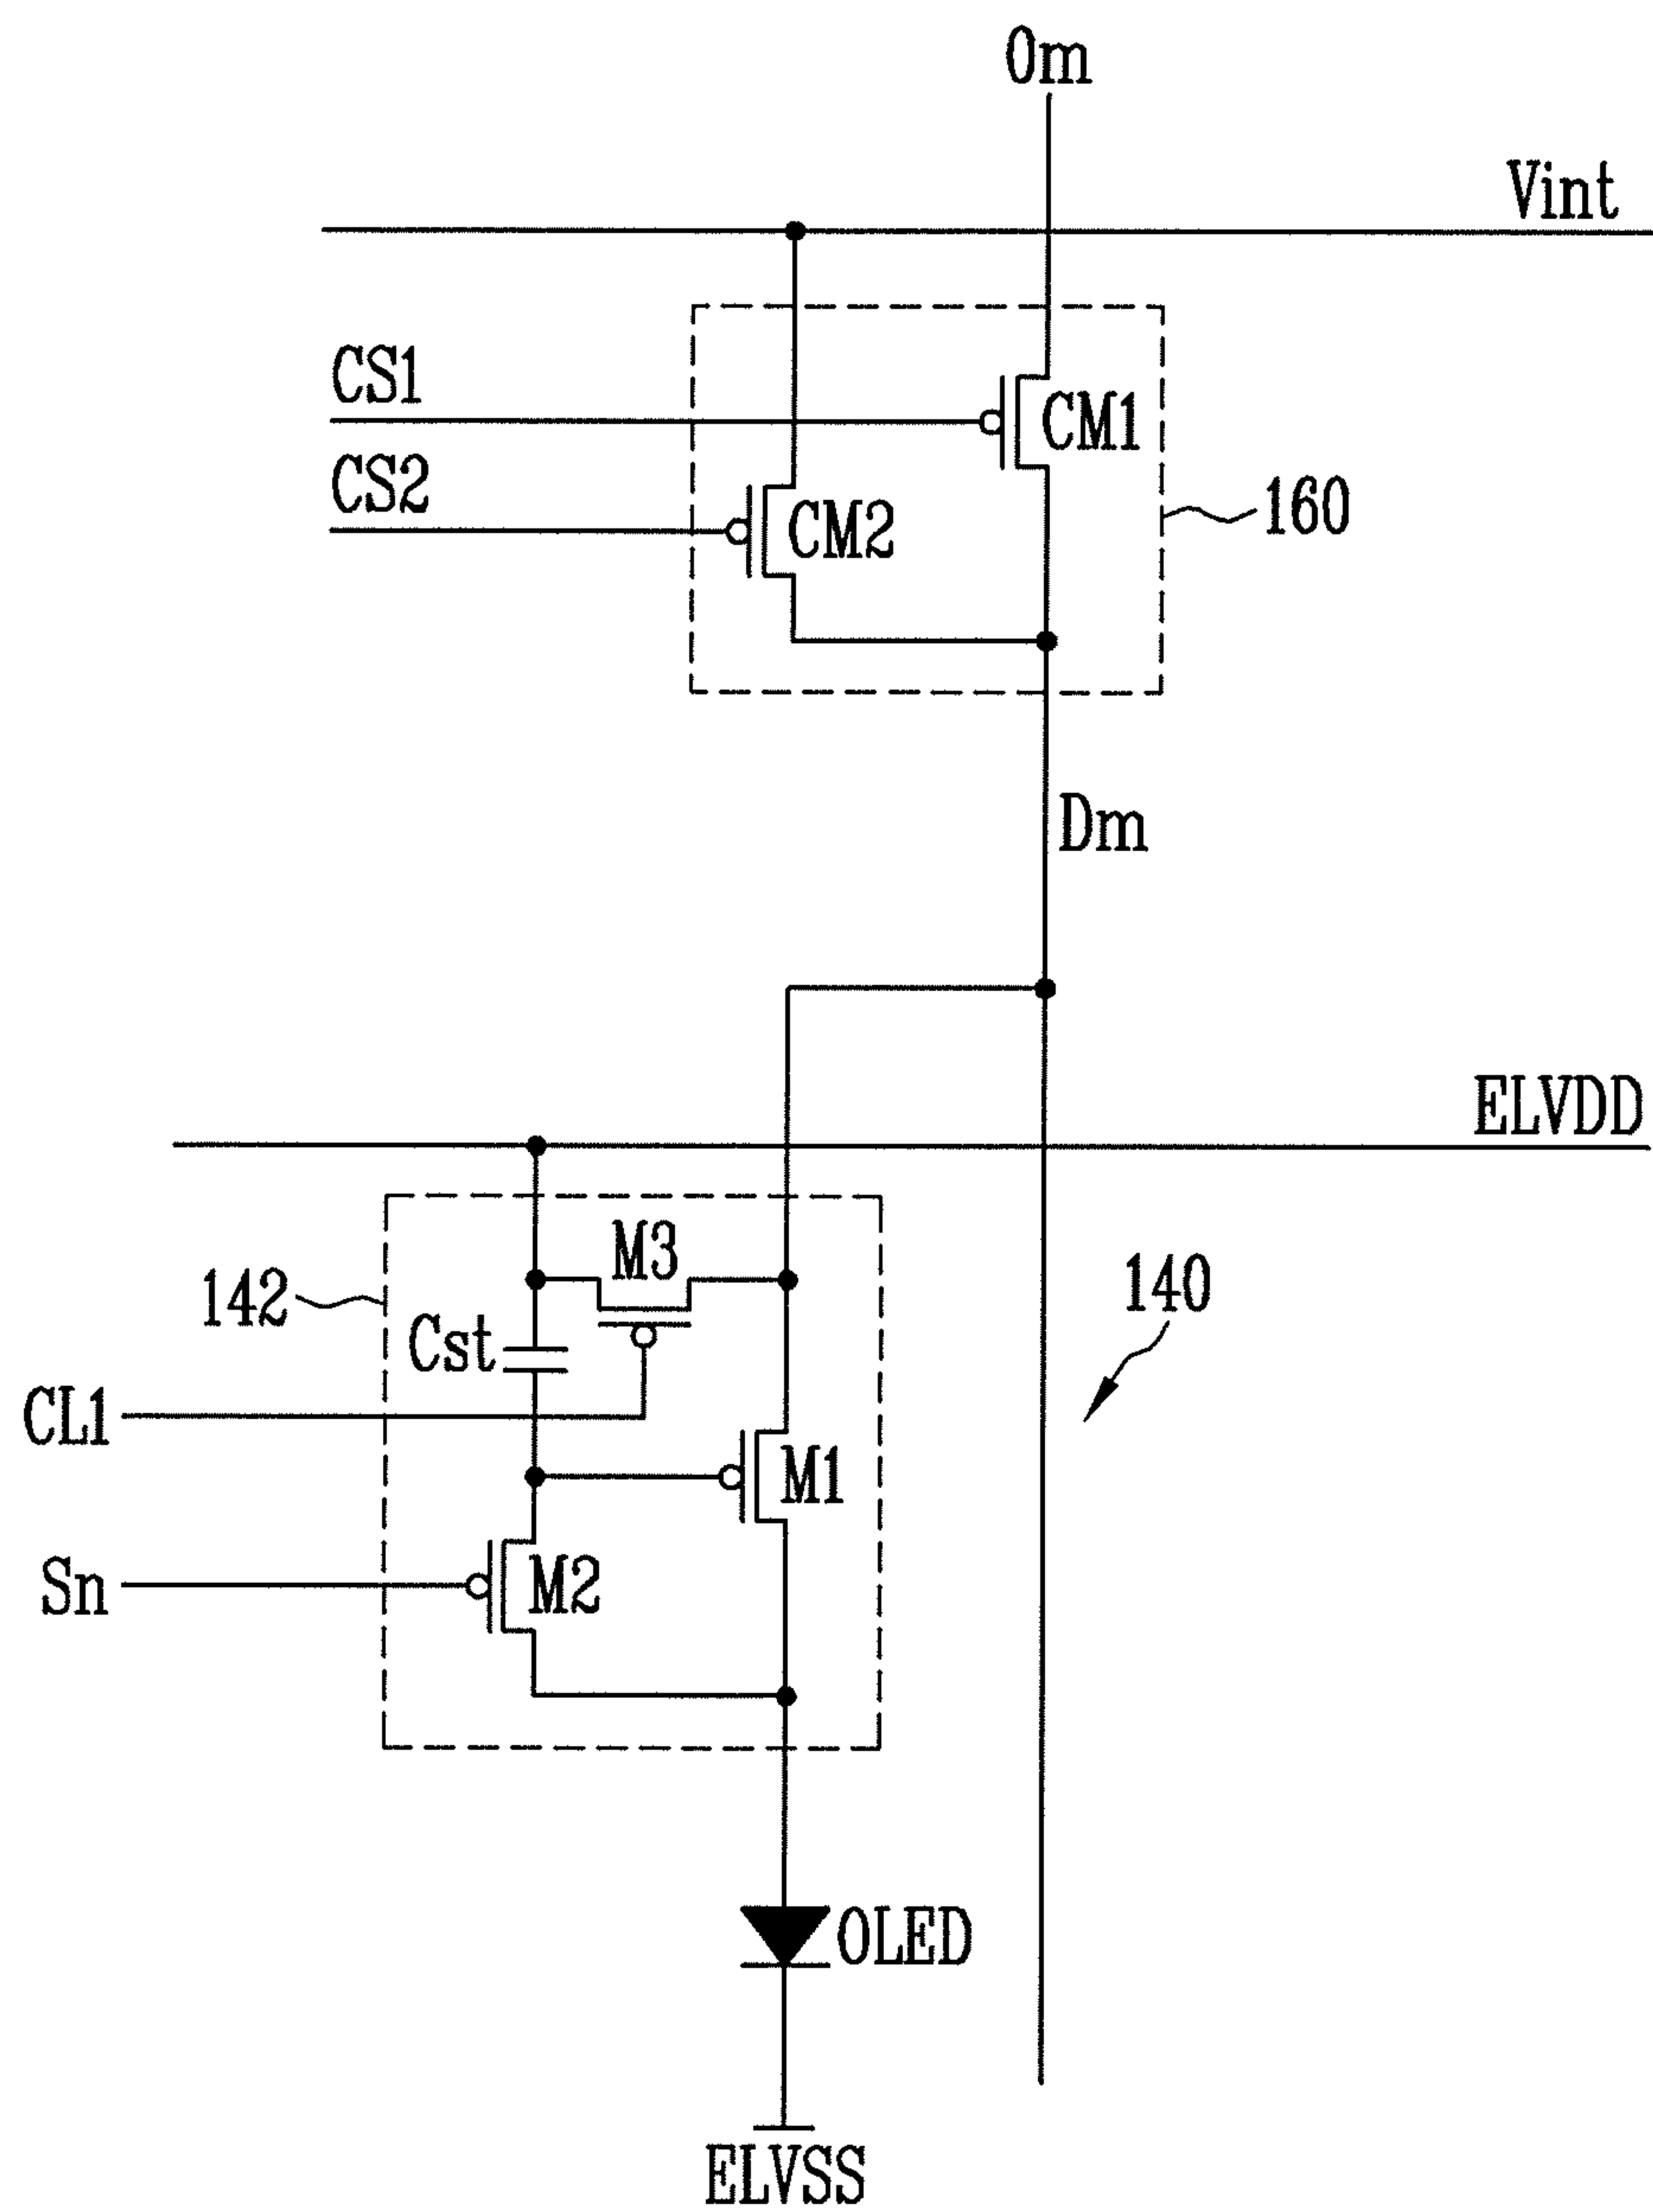 Om
Vint
CS1
CM1
CS2
CM2
160
Dm
ELVDD
M3
142
140
Cst
CL1
M1
Sn
M2
OLED
ELVSS